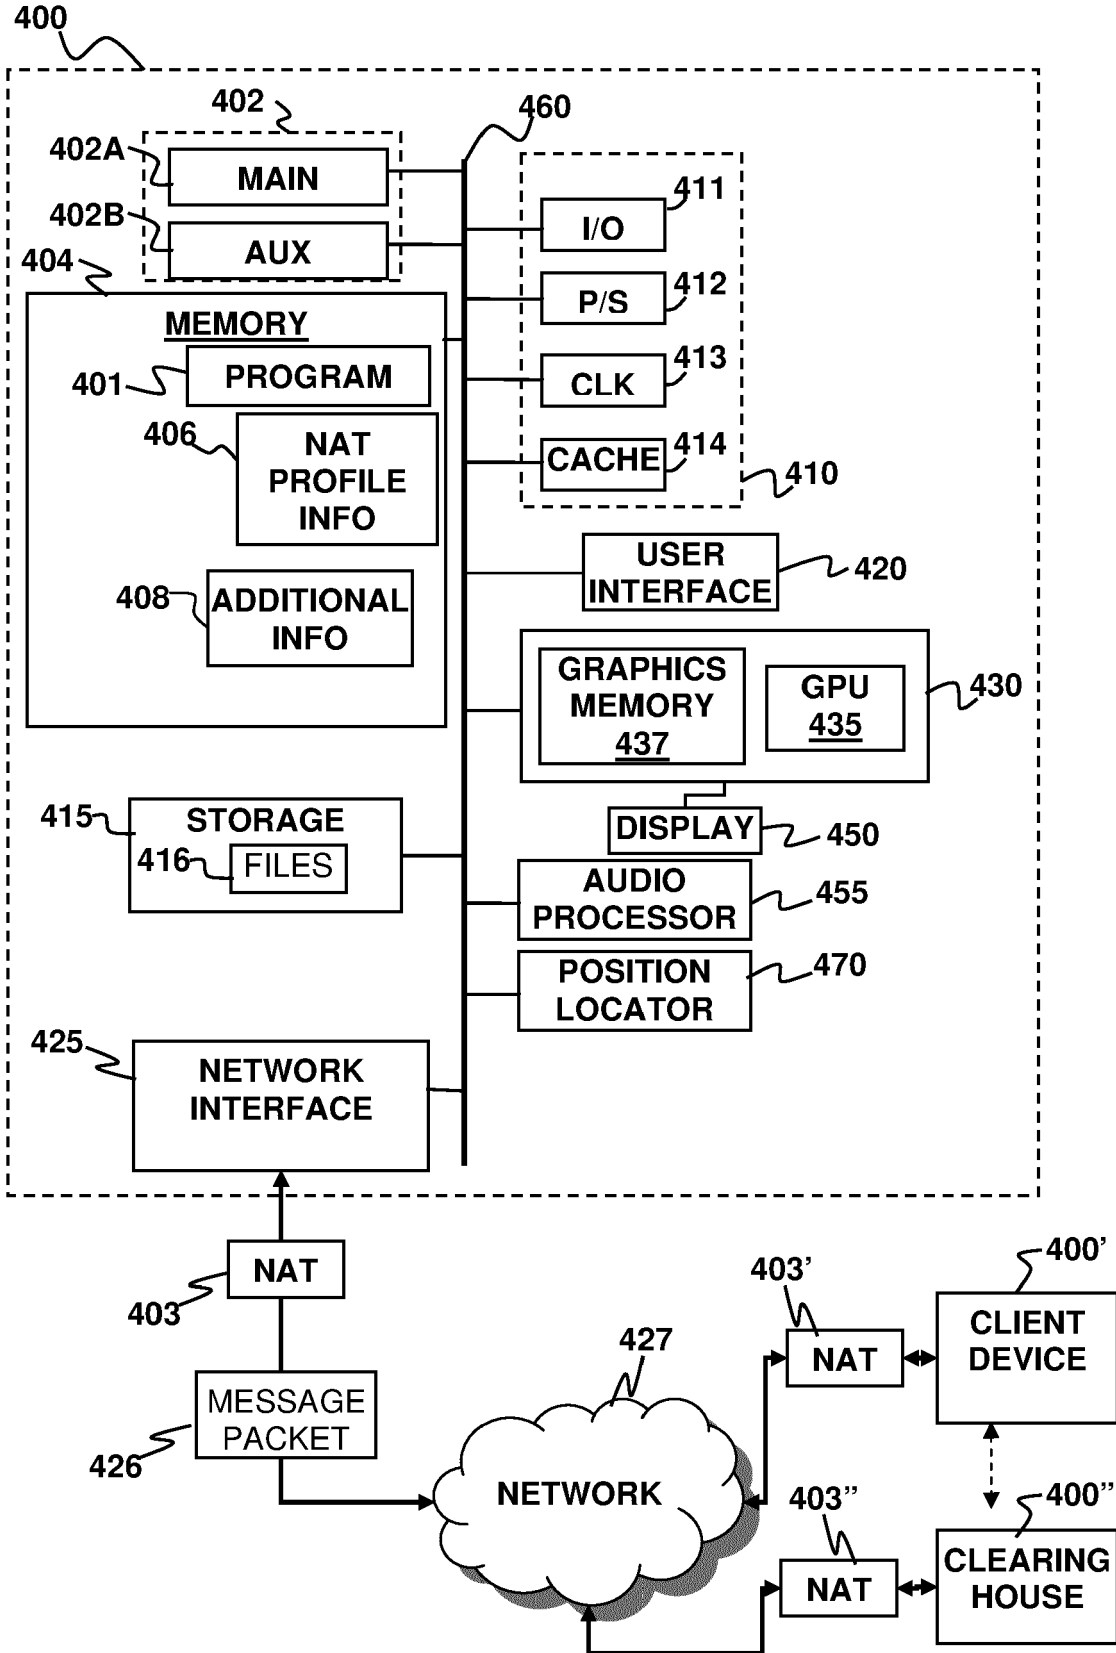 400
402
460
402A
MAIN
411
I/O
402B
AUX
404
412
P/S
MEMORY
401
PROGRAM
413
CLK
406
NAT
PROFILE
INFO
414
CACHE
410
USER
INTERFACE
420
408
ADDITIONAL
INFO
GRAPHICS
MEMORY
437
GPU
435
430
415
STORAGE
416
FILES
DISPLAY
450
AUDIO
PROCESSOR
455
POSITION
LOCATOR
470
425
NETWORK
INTERFACE
NAT
403
MESSAGE
PACKET
426
427
NETWORK
403’
NAT
400’
CLIENT
DEVICE
403”
NAT
400”
CLEARING
HOUSE